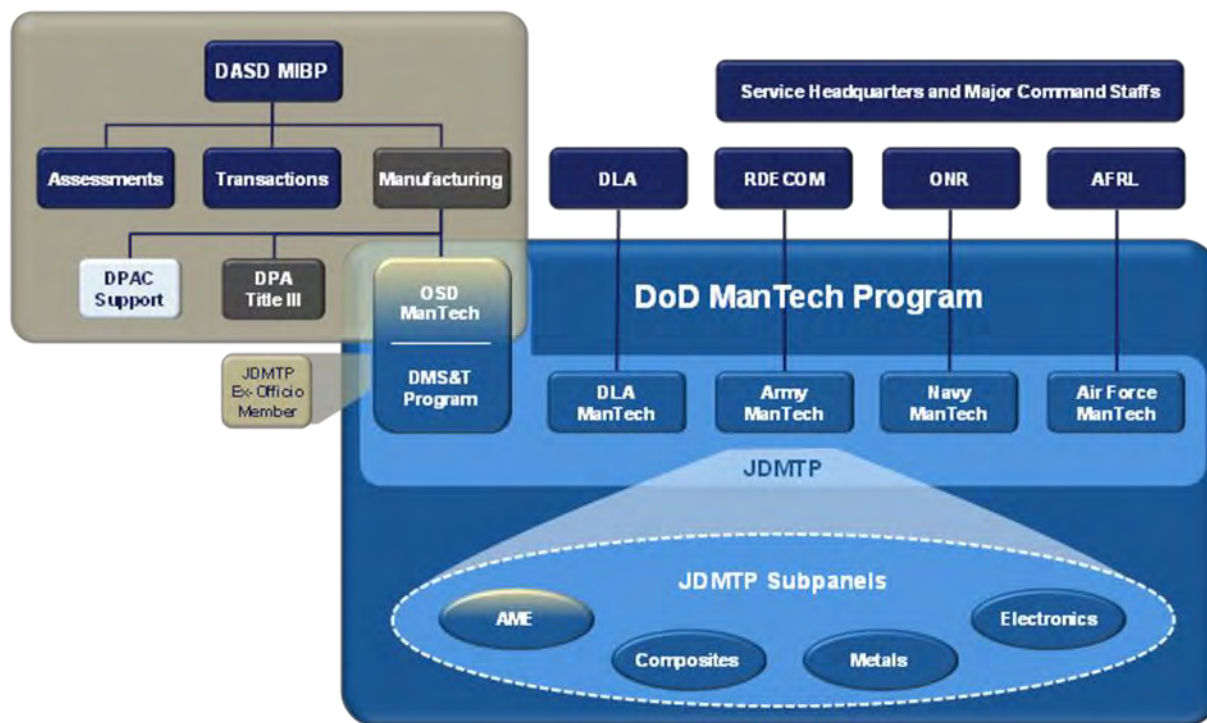 DASD MIBP
Service Headquarters and Major Command Staffs
Assessments
Transactions
Manufacturing
DLA
RDECOM
ONR
AFRL
DPAC
Support
DPA
Title III
OSD
ManTech
DoD ManTech Program
JDMTP
Ex-Officio
Member
DMS&T
Program
DLA
ManTech
Army
ManTech
Navy
ManTech
Air Force
ManTech
JDMTP
JDMTP Subpanels
AME
Composites
Metals
Electronics